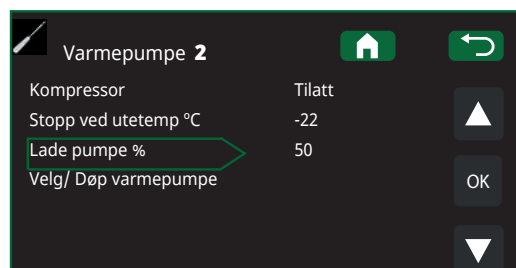 Varmepumpe 2
Kompressor Tilatt
Stopp ved utetemp °C -22
Lade pumpe % 50
Velg/ Døp varmepumpe
OK